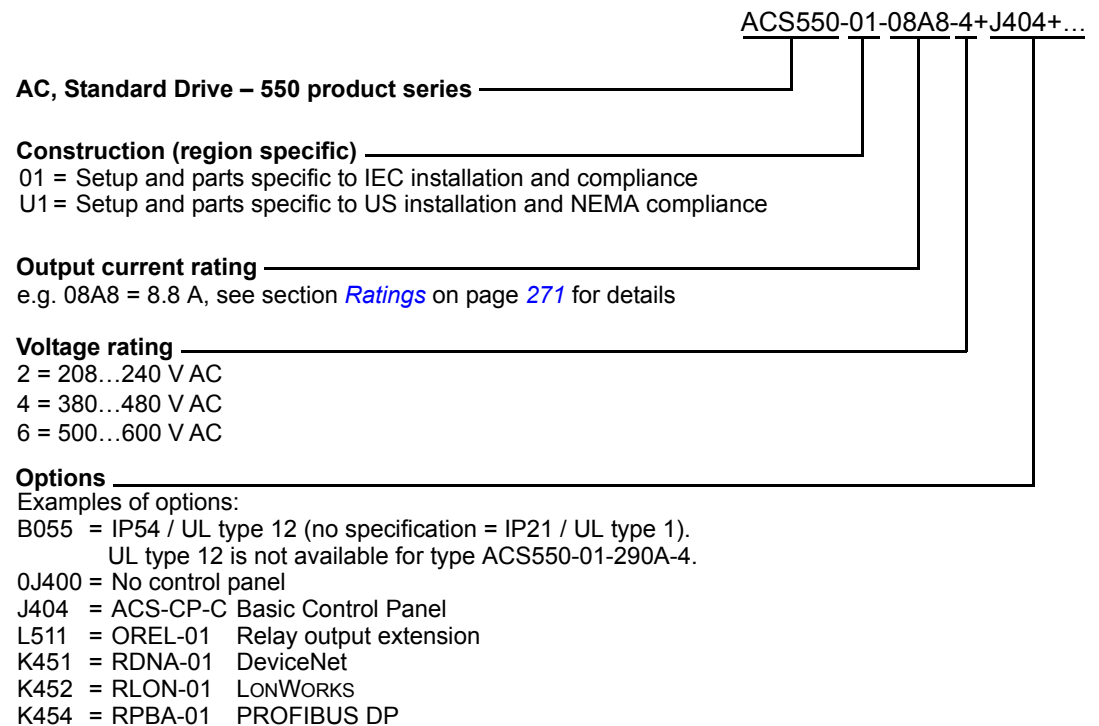 ACS550-01-08A8-4+J404+…
AC, Standard Drive – 550 product series
Construction (region specific)
01 = Setup and parts specific to IEC installation and compliance
U1 = Setup and parts specific to US installation and NEMA compliance
Output current rating
e.g. 08A8 = 8.8 A, see section Ratings on page 271 for details
Voltage rating
2 = 208…240 V AC
4 = 380…480 V AC
6 = 500…600 V AC
Options
Examples of options:
B055 = IP54 / UL type 12 (no specification = IP21 / UL type 1).
UL type 12 is not available for type ACS550-01-290A-4.
0J400 = No control panel
J404 = ACS-CP-C Basic Control Panel
L511 = OREL-01 Relay output extension
K451 = RDNA-01 DeviceNet
K452 = RLON-01 LONWORKS
K454 = RPBA-01 PROFIBUS DP